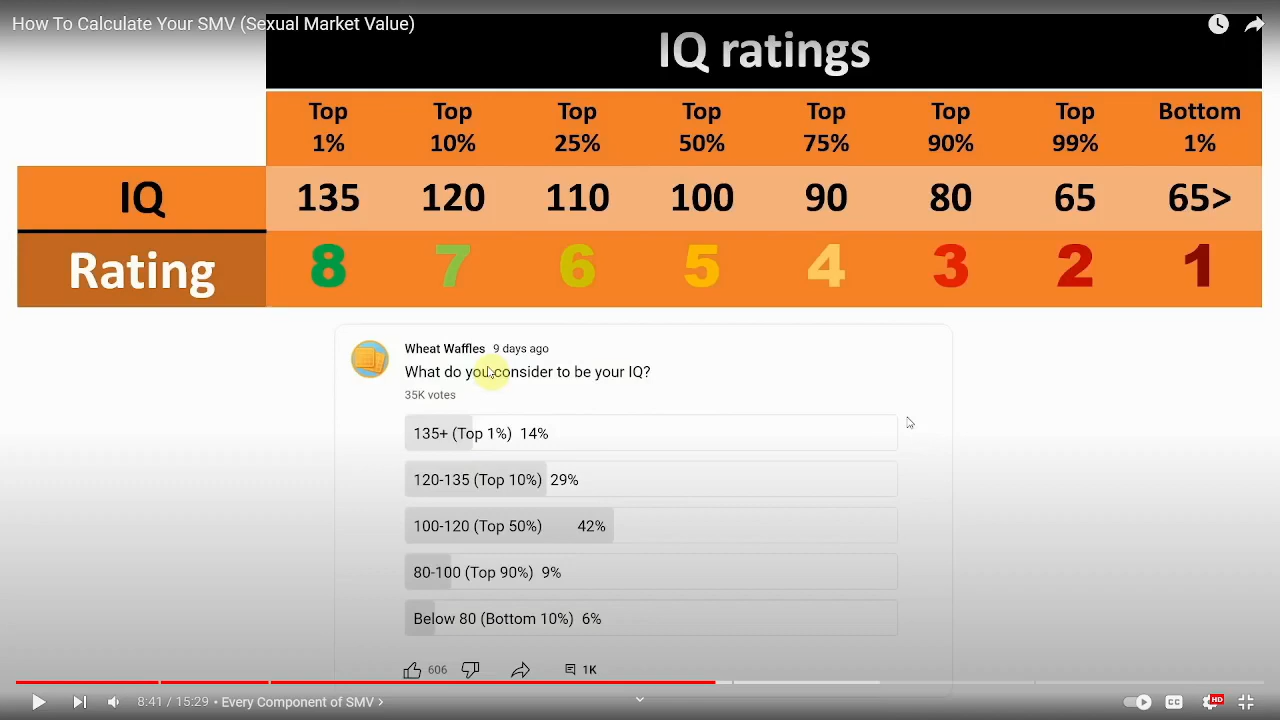 How To Calculate Your SMV (Sexual Market Value)
IQ ratings
Top Top Top Top Top Top Top Bottom
1% 10% 25% 50% 75% 90% 99% 1%
IQ 135 120 110 100 90 80 65 65>
Rating 8 7 6 5 4 3 2 1
Wheat Waffles 9 days ago
What do you consider to be your IQ?
35K votes
135+ (Top 1%) 14%
120-135 (Top 10%) 29%
100-120 (Top 50%) 42%
80-100 (Top 90%) 9%
Below 80 (Bottom 10%) 6%
606 1K
8:41 / 15:29 • Every Component of SMV > CC HD